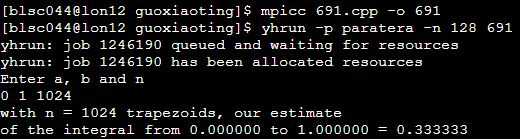 [blsc044@lon12 guoxiaoting]$ mpicc 691.cpp -o 691
[blsc044@lon12 guoxiaoting]$ yhrun -p paratera -n 128 691
yhrun: job 1246190 queued and waiting for resources
yhrun: job 1246190 has been allocated resources
Enter a, b and n
0 1 1024
with n = 1024 trapezoids, our estimate
of the integral from 0.000000 to 1.000000 = 0.333333